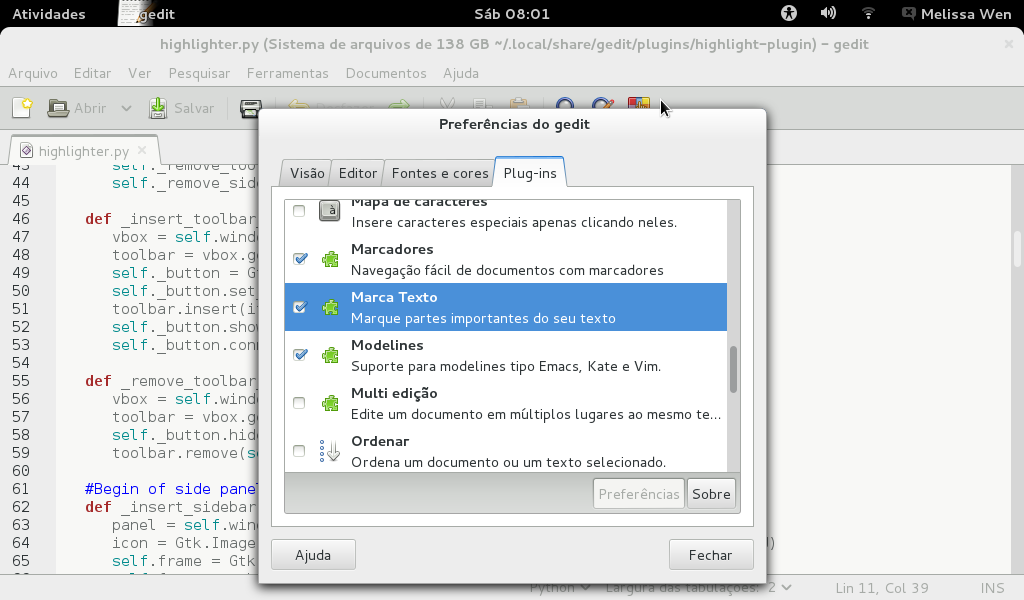 Atividades gedit Sáb 08:01 Melissa Wen
highlighter.py (Sistema de arquivos de 138 GB ~/.local/share/gedit/plugins/highlight-plugin) – gedit
Arquivo Editar Ver Pesquisar Ferramentas Documentos Ajuda
Abrir Salvar
Preferências do gedit
highlighter.py
Visão Editor Fontes e cores Plug-ins
Mapa de caracteres
Insere caracteres especiais apenas clicando neles.
Marcadores
Navegação fácil de documentos com marcadores
Marca Texto
Marque partes importantes do seu texto
Modelines
Suporte para modelines tipo Emacs, Kate e Vim.
Multi edição
Edite um documento em múltiplos lugares ao mesmo te...
Ordenar
Ordena um documento ou um texto selecionado.
Preferências Sobre
Ajuda Fechar
43 self._remove_too
44 self._remove_sid
45
46 def _insert_toolbar
47 vbox = self.wind
48 toolbar = vbox.g
49 self._button = G
50 self._button.set
51 toolbar.insert(i
52 self._button.sho
53 self._button.con
54
55 def _remove_toolbar
56 vbox = self.wind
57 toolbar = vbox.g
58 self._button.hid
59 toolbar.remove(s
60
61 #Begin of side pane
62 def _insert_sidebar
63 panel = self.win
64 icon = Gtk.Image
65 self.frame = Gtk
Python Largura das tabulações: 2 Lin 11, Col 39 INS